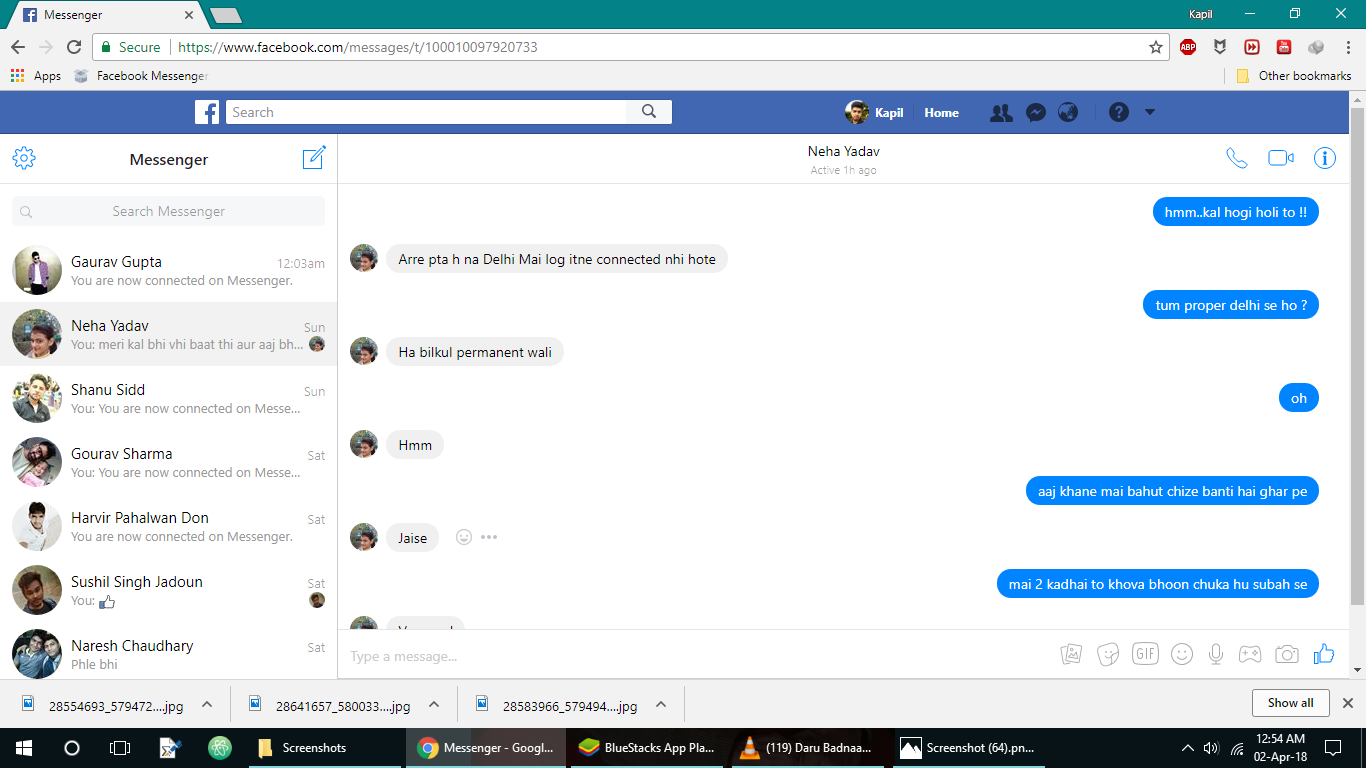 Messenger
Kapil
Secure
https://www.facebook.com/messages/t/100010097920733
ABP
Apps
Facebook Messenger
Other bookmarks
Search
Kapil
Home
Messenger
Search Messenger
Gaurav Gupta
12:03am
You are now connected on Messenger.
Neha Yadav
Sun
You: meri kal bhi vhi baat thi aur aaj bh...
Shanu Sidd
Sun
You: You are now connected on Messe...
Gourav Sharma
Sat
You: You are now connected on Messe...
Harvir Pahalwan Don
Sat
You are now connected on Messenger.
Sushil Singh Jadoun
Sat
You:
Naresh Chaudhary
Sat
Phle bhi
Neha Yadav
Active 1h ago
hmm..kal hogi holi to !!
Arre pta h na Delhi Mai log itne connected nhi hote
tum proper delhi se ho ?
Ha bilkul permanent wali
oh
Hmm
aaj khane mai bahut chize banti hai ghar pe
Jaise
mai 2 kadhai to khova bhoon chuka hu subah se
Type a message...
GIF
28554693_579472....jpg
28641657_580033....jpg
28583966_579494....jpg
Show all
Screenshots
Messenger - Googl...
BlueStacks App Pla...
(119) Daru Badnaa...
Screenshot (64).pn...
12:54 AM
02-Apr-18